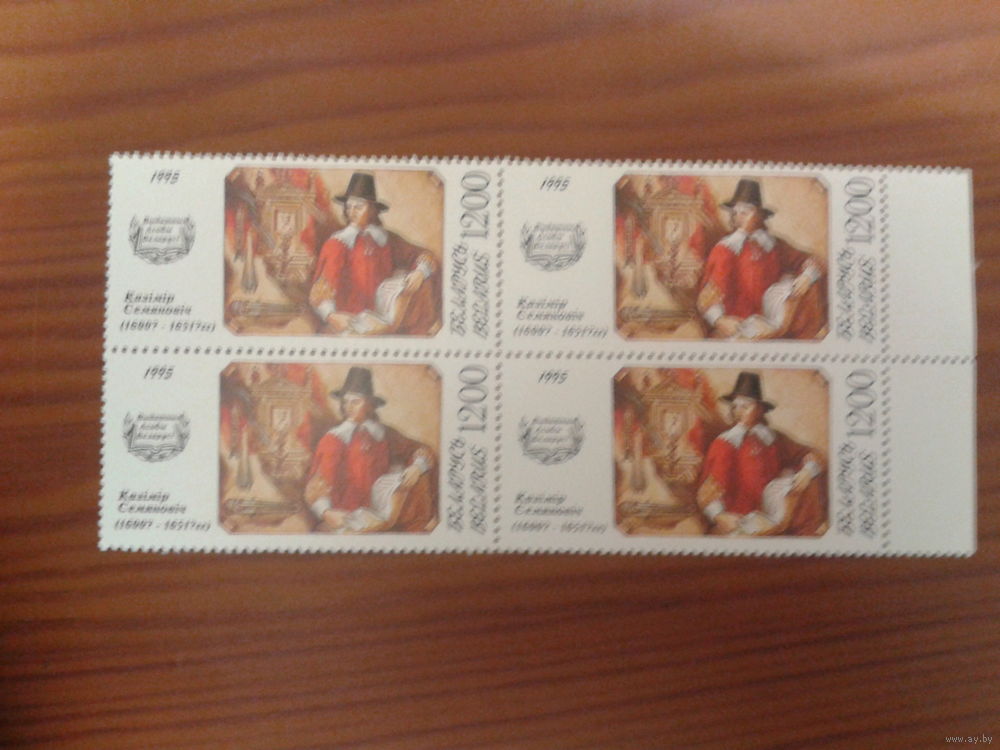 1995
Казімір
Семяновіч
(1600? - 1651?гг)
БЕЛАРУСЬ
BELARUS
1200
1995
Казімір
Семяновіч
(1600? - 1651?гг)
БЕЛАРУСЬ
BELARUS
1200
1995
Казімір
Семяновіч
(1600? - 1651?гг)
БЕЛАРУСЬ
BELARUS
1200
1995
Казімір
Семяновіч
(1600? - 1651?гг)
БЕЛАРУСЬ
BELARUS
1200
www.ay.by